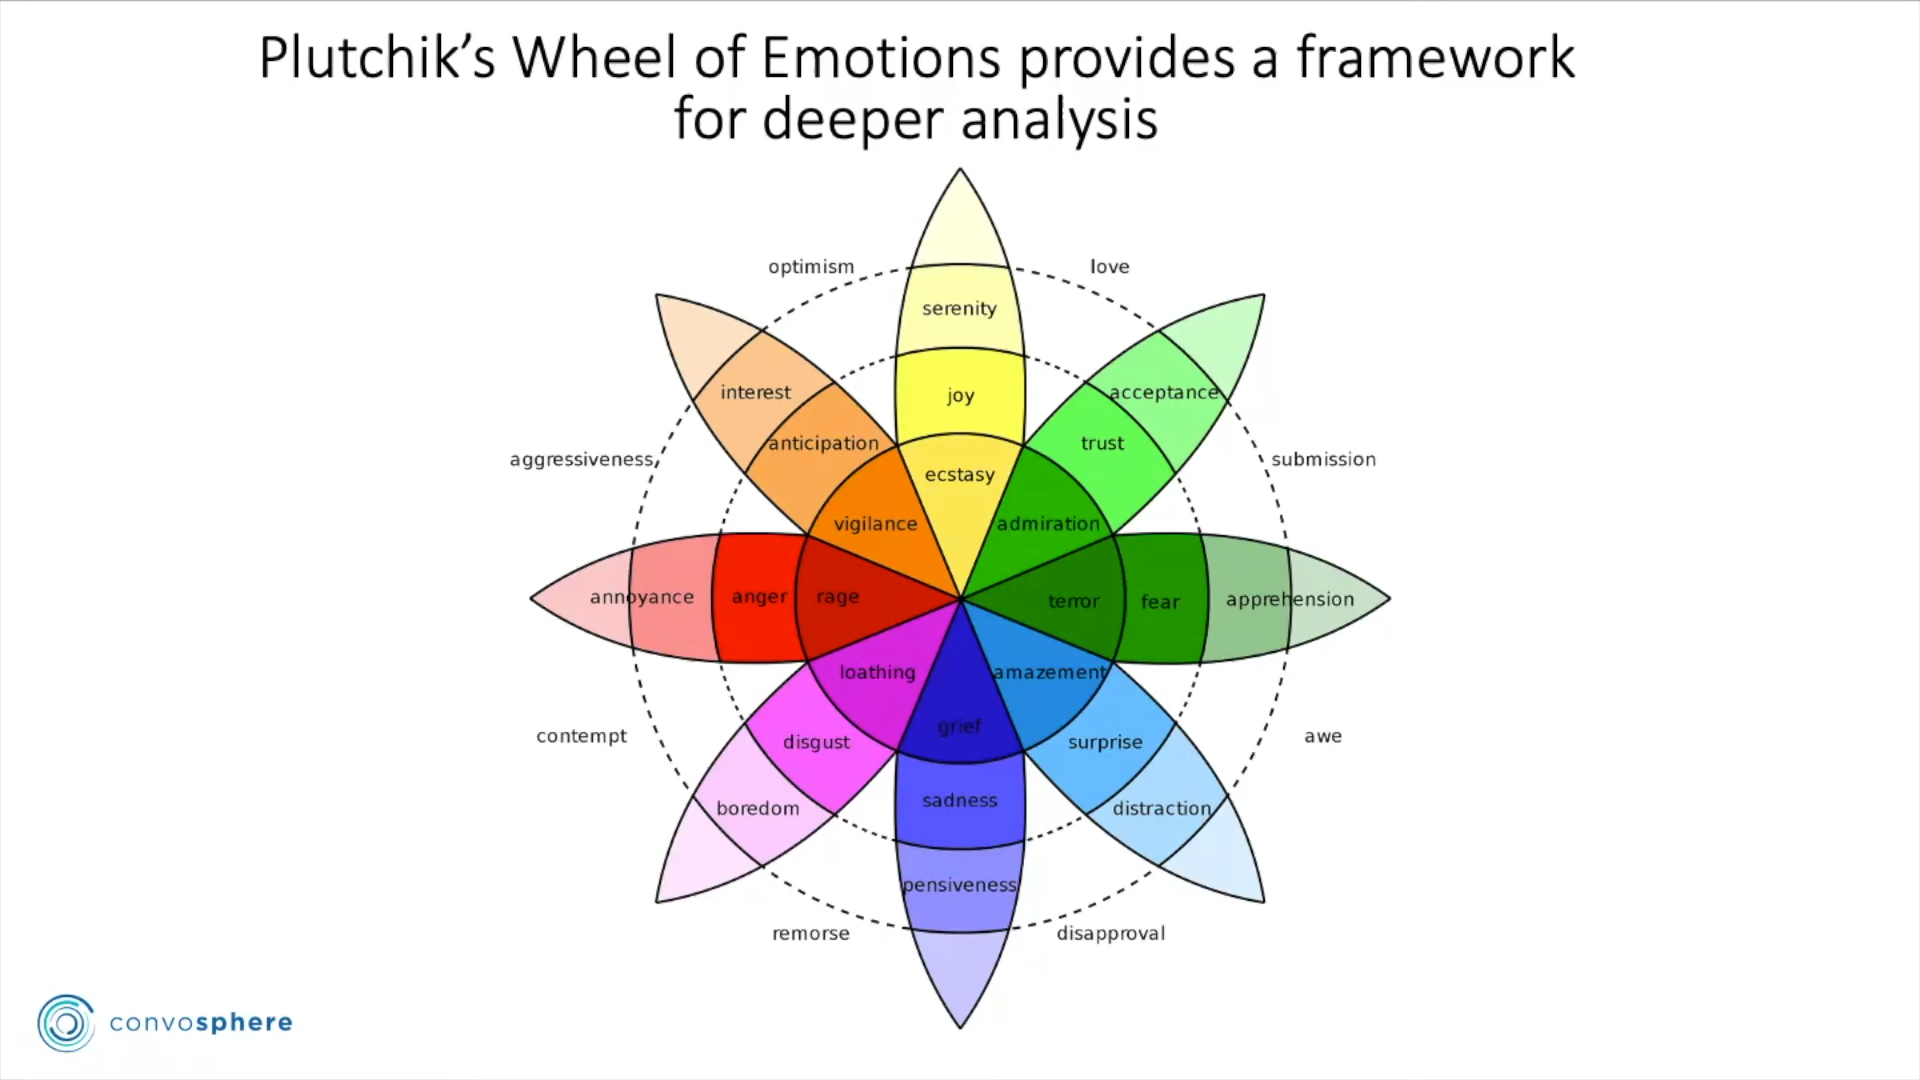 Plutchik’s Wheel of Emotions provides a framework
for deeper analysis
optimism
love
serenity
interest
joy
acceptance
anticipation
trust
aggressiveness
submission
ecstasy
vigilance
admiration
annoyance
anger
rage
terror
fear
apprehension
loathing
amazement
grief
contempt
disgust
surprise
awe
sadness
boredom
distraction
pensiveness
remorse
disapproval
convosphere